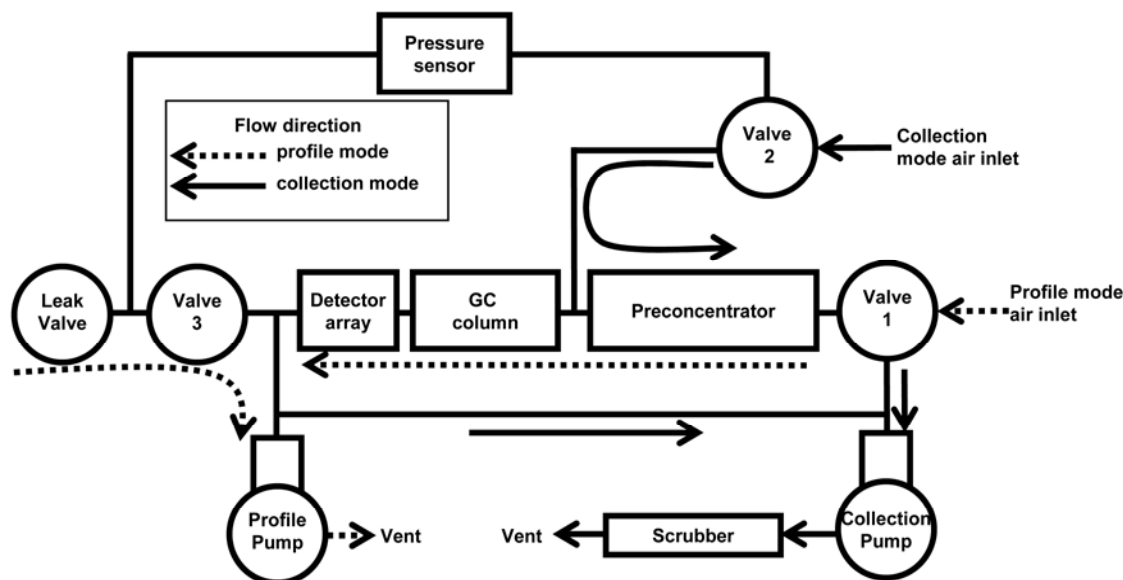 Pressure
sensor
Flow direction
profile mode
collection mode
Valve
2
Collection
mode air inlet
Leak
Valve
Valve
3
Detector
array
GC
column
Preconcentrator
Valve
1
Profile mode
air inlet
Profile
Pump
Vent
Vent
Scrubber
Collection
Pump